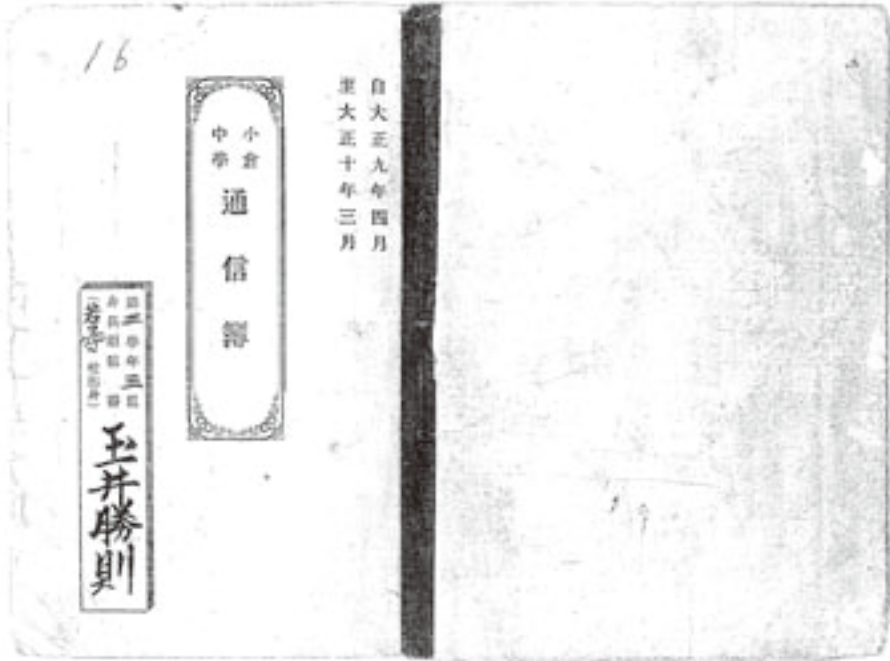 自大正九年四月
至大正十年三月
小倉
中學
通信簿
玉井勝則
16